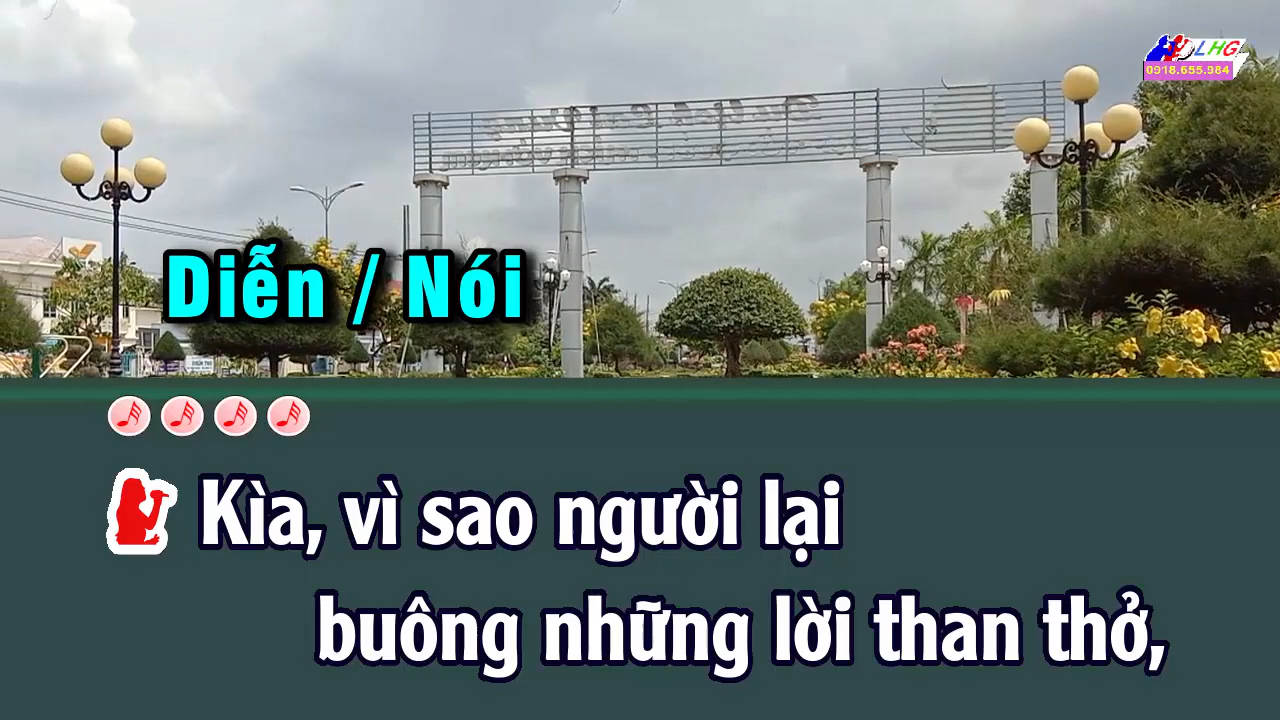 LHG
0918.655.984
Diễn / Nói
Kìa, vì sao người lại
buông những lời than thở,